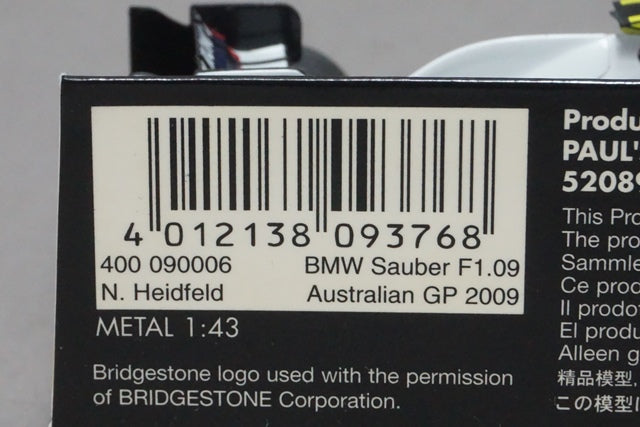 4 012138 093768
400 090006 BMW Sauber F1.09
N. Heidfeld Australian GP 2009
METAL 1:43
Bridgestone logo used with the permission
of BRIDGESTONE Corporation.
Produ
PAUL'
5208
This Pro
The pro
Sammle
Ce prod
Il prodo
El produ
Alleen g
精品模型,
この模型